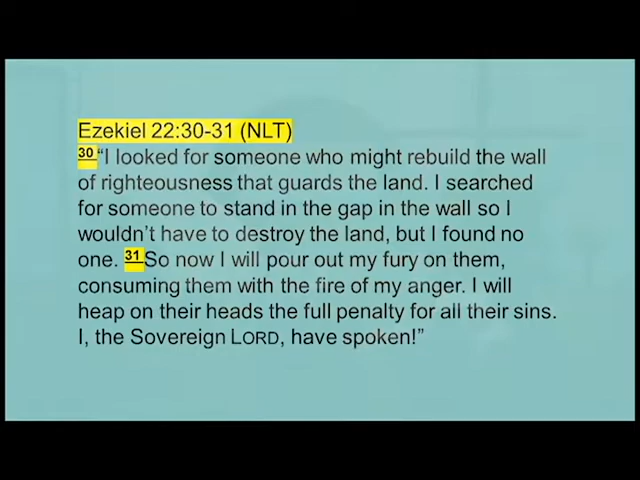 Ezekiel 22:30-31 (NLT)
30 “I looked for someone who might rebuild the wall
of righteousness that guards the land. I searched
for someone to stand in the gap in the wall so I
wouldn’t have to destroy the land, but I found no
one. 31 So now I will pour out my fury on them,
consuming them with the fire of my anger. I will
heap on their heads the full penalty for all their sins.
I, the Sovereign LORD, have spoken!”